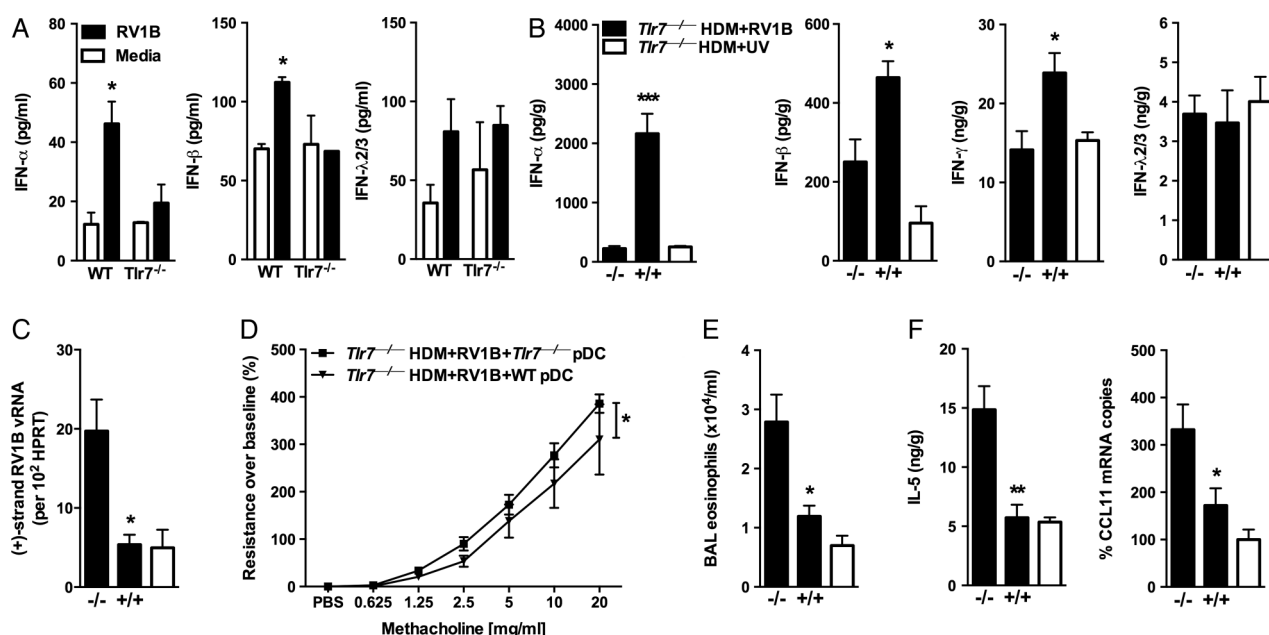 A
RV1B
Media
IFN-α (pg/ml)
80
60
40
20
0
*
WT Tlr7-/-
IFN-β (pg/ml)
150
100
50
0
*
WT Tlr7-/-
IFN-λ2/3 (pg/ml)
150
100
50
0
WT Tlr7-/-
B
Tlr7-/- HDM+RV1B
Tlr7-/- HDM+UV
IFN-α (pg/g)
4000
3000
2000
1000
0
***
-/- +/+
IFN-β (pg/g)
600
400
200
0
*
-/- +/+
IFN-γ (ng/g)
30
20
10
0
*
-/- +/+
IFN-λ2/3 (ng/g)
6
5
4
3
2
1
0
-/- +/+
C
(+)-strand RV1B vRNA
(per 10² HPRT)
30
20
10
0
*
-/- +/+
D
Tlr7-/- HDM+RV1B+Tlr7-/- pDC
Tlr7-/- HDM+RV1B+WT pDC
Resistance over baseline (%)
500
400
300
200
100
0
*
PBS 0.625 1.25 2.5 5 10 20
Methacholine [mg/ml]
E
BAL eosinophils (x10⁴/ml)
4
3
2
1
0
*
-/- +/+
F
IL-5 (ng/g)
20
15
10
5
0
**
-/- +/+
% CCL11 mRNA copies
500
400
300
200
100
0
*
-/- +/+